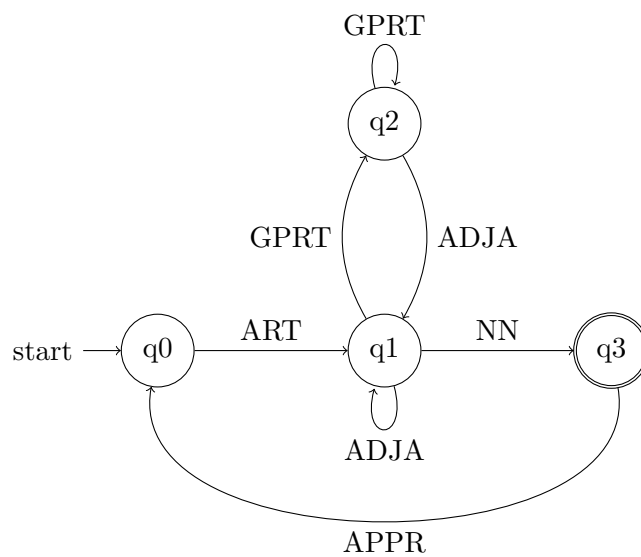 GPRT
q2
GPRT
ADJA
start
q0
ART
q1
NN
q3
ADJA
APPR